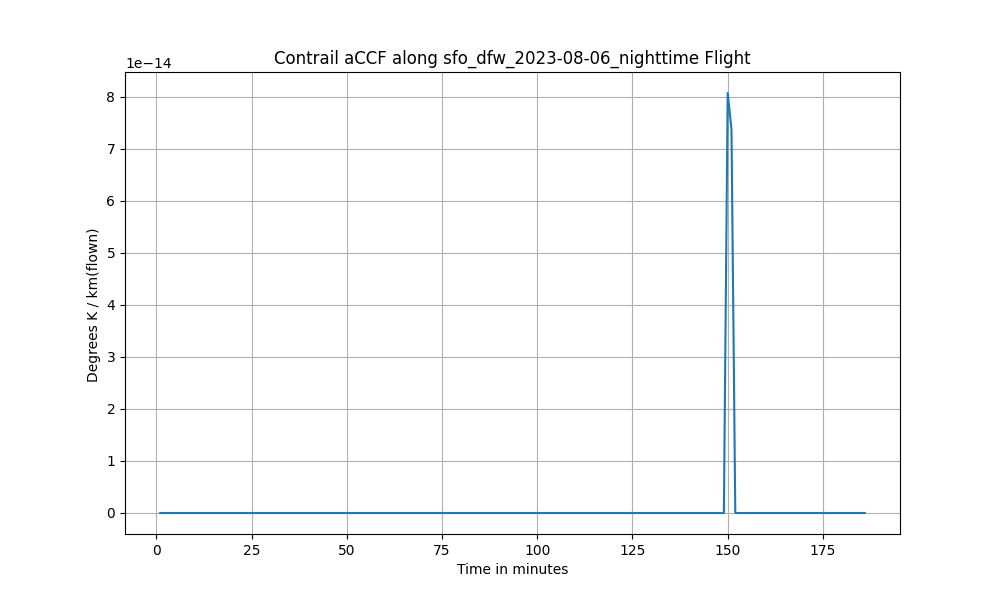 Contrail aCCF along sfo_dfw_2023-08-06_nighttime Flight
1e−14
8
7
6
5
4
3
2
1
0
Degrees K / km(flown)
0 25 50 75 100 125 150 175
Time in minutes